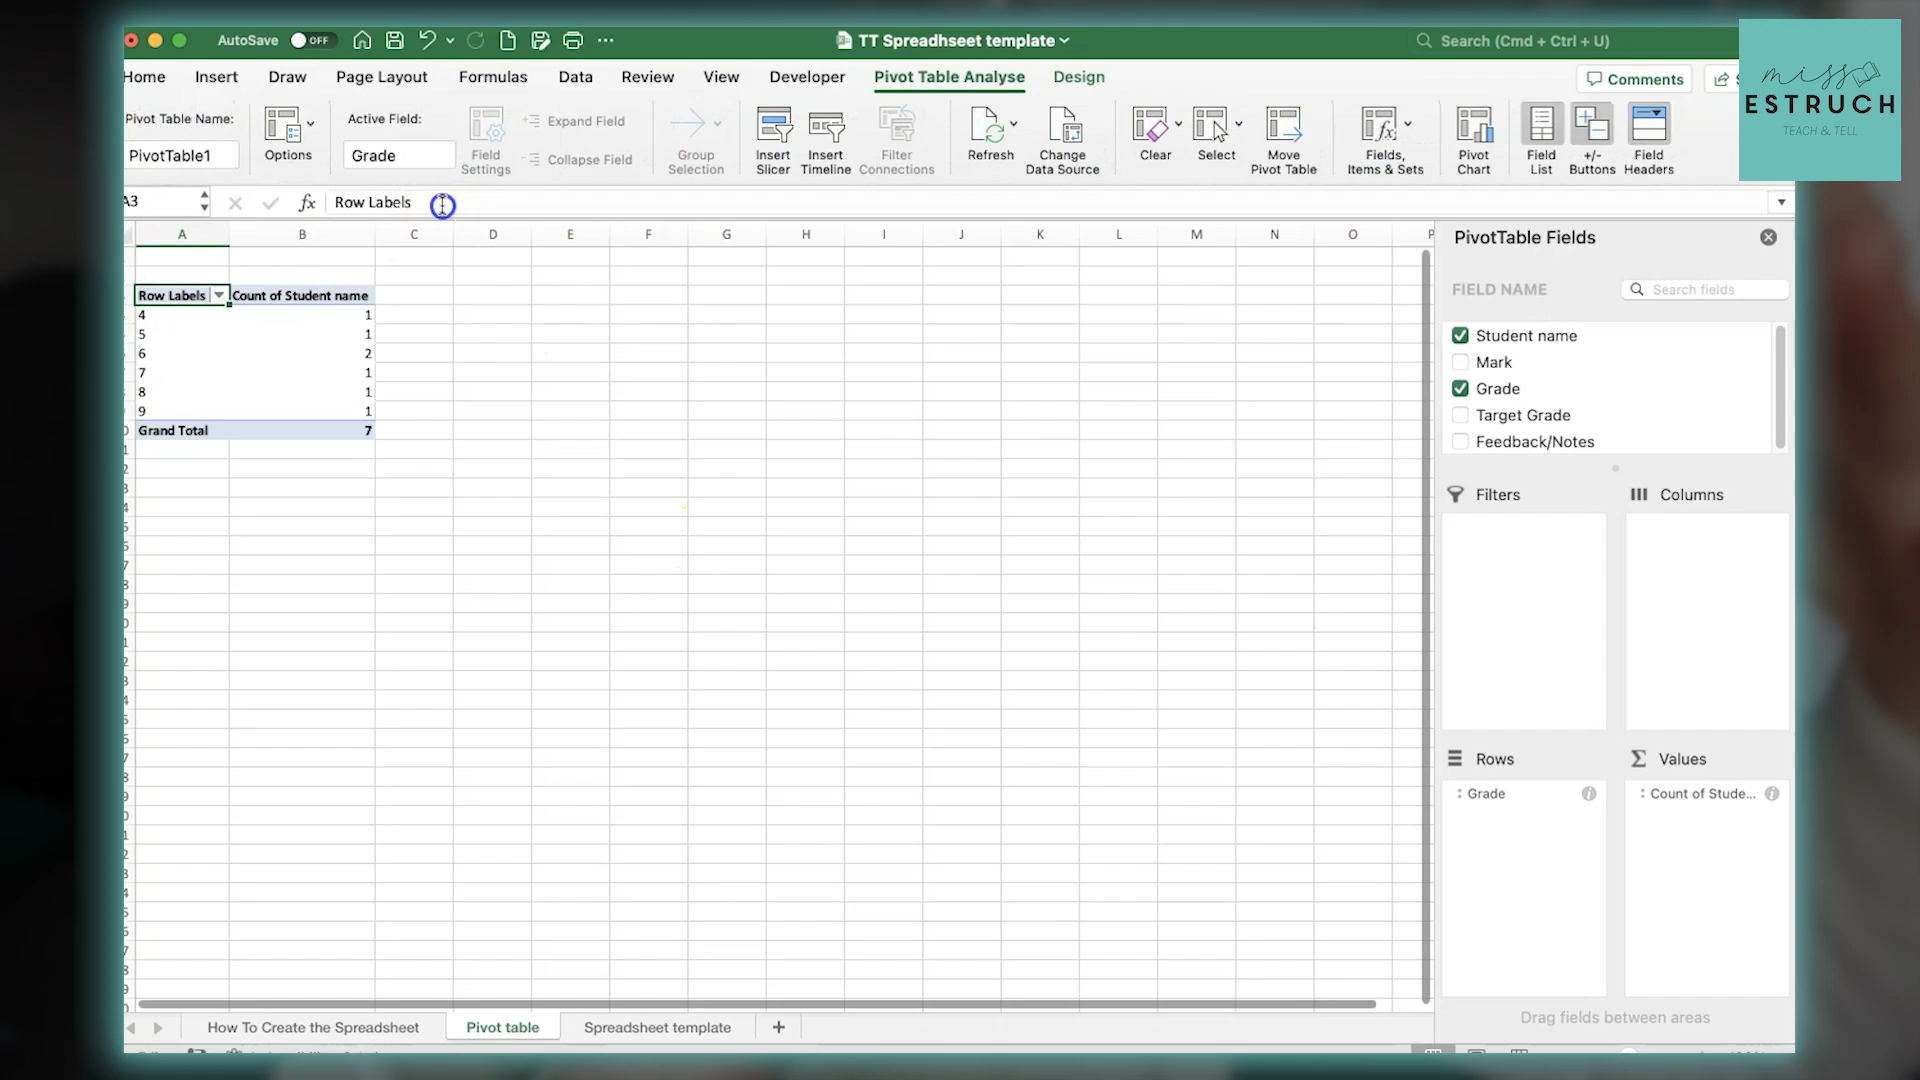 AutoSave OFF TT Spreadhseet template Search (Cmd + Ctrl + U)
miss
ESTRUCH
TEACH & TELL
Home Insert Draw Page Layout Formulas Data Review View Developer Pivot Table Analyse Design Comments
Pivot Table Name: Active Field:
PivotTable1 Options Grade Field Settings Expand Field Collapse Field Group Selection Insert Slicer Insert Timeline Filter Connections Refresh Change Data Source Clear Select Move Pivot Table Fields, Items & Sets Pivot Chart Field List +/- Buttons Field Headers
A3 fx Row Labels
A B C D E F G H I J K L M N O P
Row Labels Count of Student name
4 1
5 1
6 2
7 1
8 1
9 1
Grand Total 7
PivotTable Fields
FIELD NAME Search fields
Student name
Mark
Grade
Target Grade
Feedback/Notes
Filters Columns
Rows Values
Grade Count of Stude...
Drag fields between areas
How To Create the Spreadsheet Pivot table Spreadsheet template +